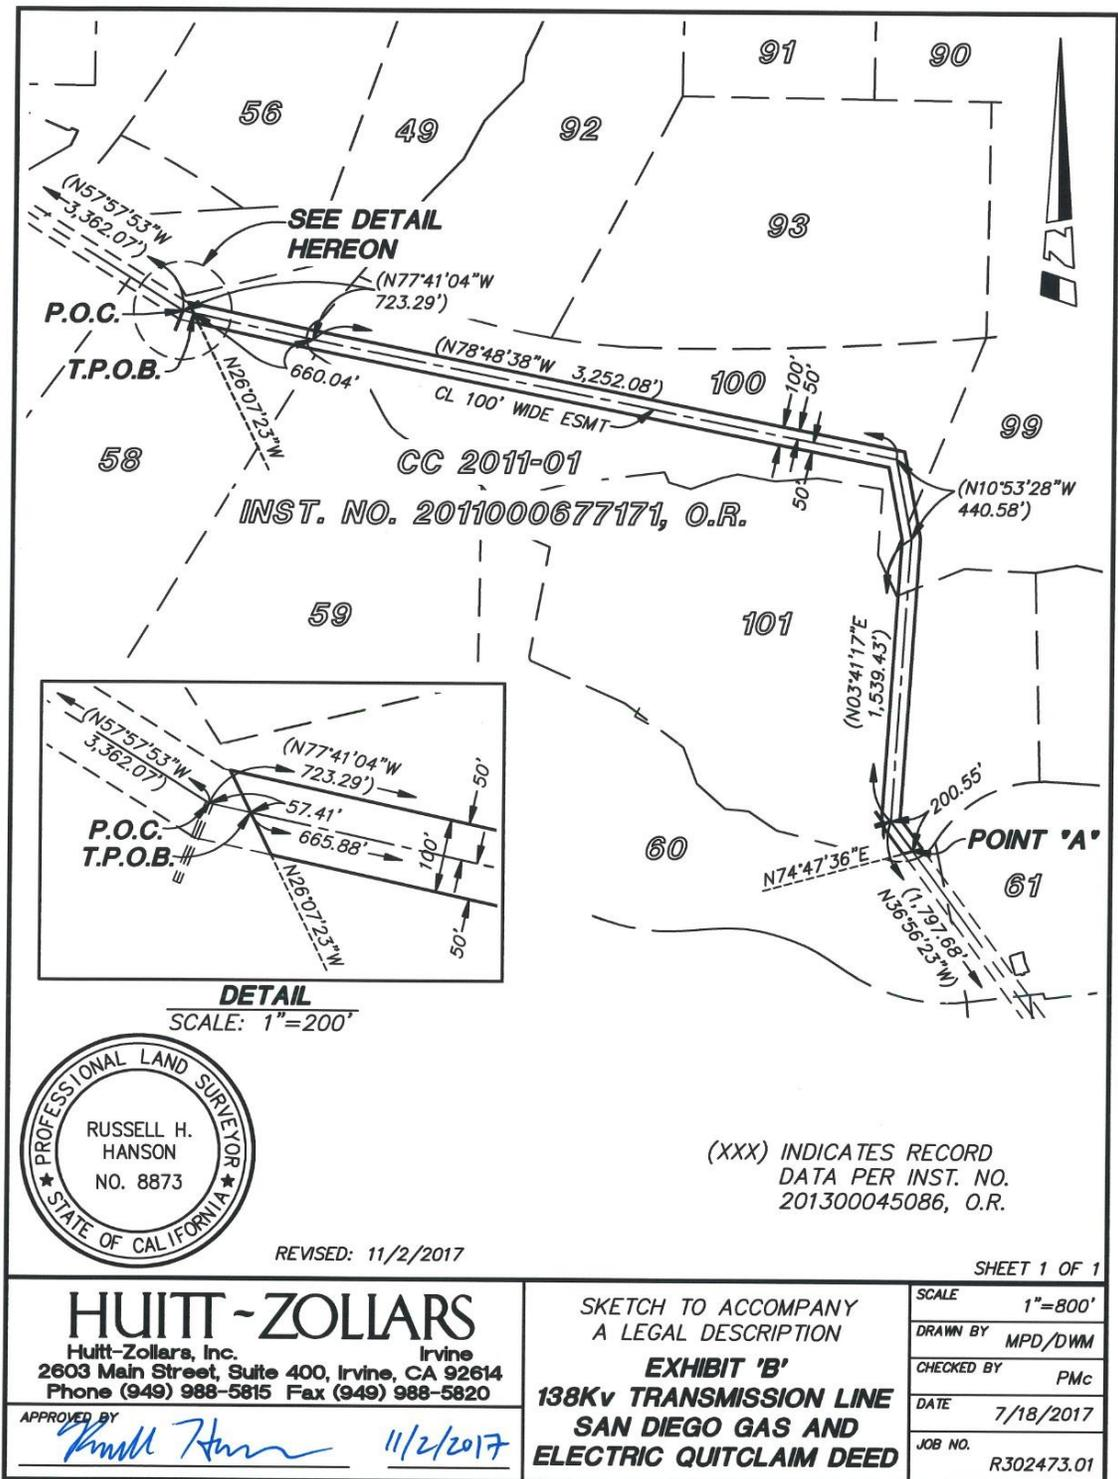 91
90
56
49
92
93
(N57°57'53"W
3,362.07')
SEE DETAIL
HEREON
(N77°41'04"W
723.29')
P.O.C.
T.P.O.B.
N26°07'23"W
660.04'
(N78°48'38"W 3,252.08')
CL 100' WIDE ESMT
100
100'
50'
50'
99
58
CC 2011-01
INST. NO. 2011000677171, O.R.
(N10°53'28"W
440.58')
59
101
(N03°41'17"E
1,539.43')
200.55'
POINT "A"
60
N74°47'36"E
61
(1,797.68'
N36°56'23"W)
(N57°57'53"W
3,362.07')
(N77°41'04"W
723.29')
50'
57.41'
665.88'
100'
P.O.C.
T.P.O.B.
N26°07'23"W
50'
DETAIL
SCALE: 1"=200'
PROFESSIONAL LAND SURVEYOR
RUSSELL H.
HANSON
NO. 8873
STATE OF CALIFORNIA
(XXX) INDICATES RECORD
DATA PER INST. NO.
201300045086, O.R.
REVISED: 11/2/2017
SHEET 1 OF 1
HUITT-ZOLLARS
Huitt-Zollars, Inc. Irvine
2603 Main Street, Suite 400, Irvine, CA 92614
Phone (949) 988-5815 Fax (949) 988-5820
APPROVED BY
11/2/2017
SKETCH TO ACCOMPANY
A LEGAL DESCRIPTION
EXHIBIT 'B'
138Kv TRANSMISSION LINE
SAN DIEGO GAS AND
ELECTRIC QUITCLAIM DEED
SCALE 1"=800'
DRAWN BY MPD/DWM
CHECKED BY PMc
DATE 7/18/2017
JOB NO. R302473.01